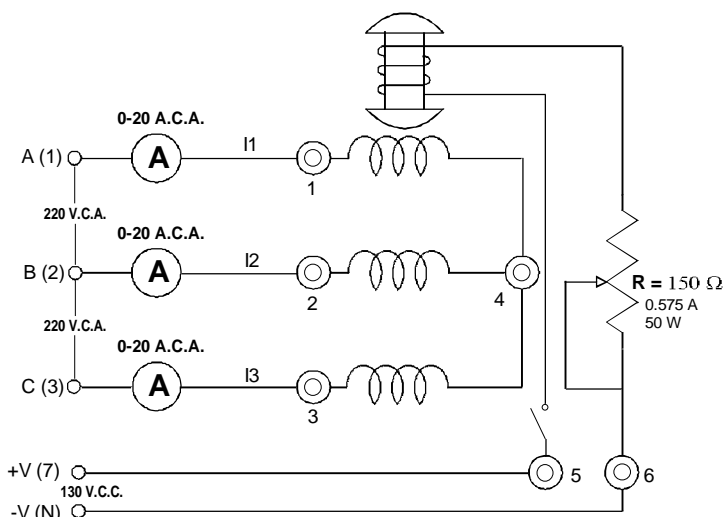 0-20 A.C.A.
A (1)
A
I1
1
220 V.C.A.
0-20 A.C.A.
B (2)
A
I2
2
4
R = 150 Ω
0.575 A
50 W
220 V.C.A.
0-20 A.C.A.
C (3)
A
I3
3
+V (7)
5
6
130 V.C.C.
-V (N)